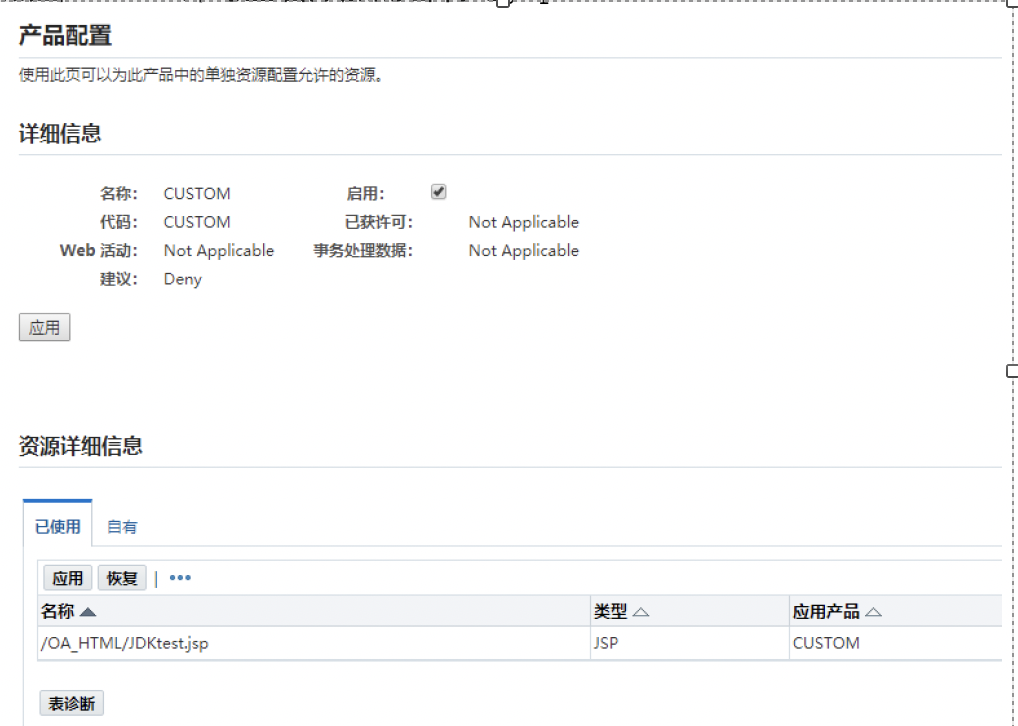 产品配置
使用此页可以为此产品中的单独资源配置允许的资源。
详细信息
名称： CUSTOM 启用：
代码： CUSTOM 已获许可： Not Applicable
Web 活动： Not Applicable 事务处理数据： Not Applicable
建议： Deny
应用
资源详细信息
已使用 自有
应用 恢复 | •••
名称 类型 应用产品
/OA_HTML/JDKtest.jsp JSP CUSTOM
表诊断